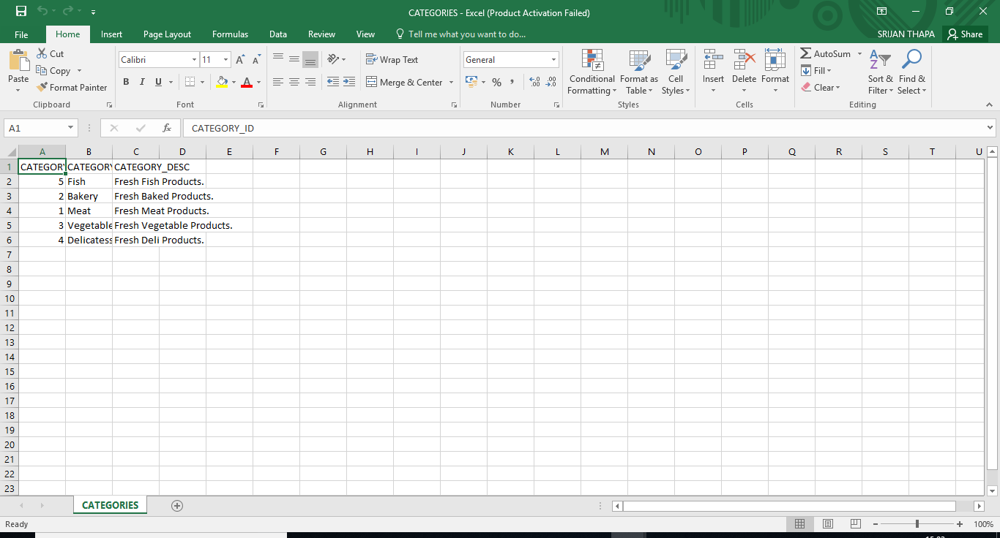 CATEGORIES - Excel (Product Activation Failed)
File Home Insert Page Layout Formulas Data Review View Tell me what you want to do... SRIJAN THAPA Share
Paste
Cut
Copy
Format Painter
Clipboard
Calibri 11
B I U
Font
Wrap Text
Merge & Center
Alignment
General
% ,
Number
Conditional Formatting
Format as Table
Cell Styles
Styles
Insert Delete Format
Cells
AutoSum
Fill
Clear
Sort & Filter
Find & Select
Editing
A1 fx CATEGORY_ID
A B C D E F G H I J K L M N O P Q R S T U
1 CATEGORY CATEGORY CATEGORY_DESC
2 5 Fish Fresh Fish Products.
3 2 Bakery Fresh Baked Products.
4 1 Meat Fresh Meat Products.
5 3 Vegetable Fresh Vegetable Products.
6 4 Delicatess Fresh Deli Products.
7
8
9
10
11
12
13
14
15
16
17
18
19
20
21
22
23
CATEGORIES
Ready 100%